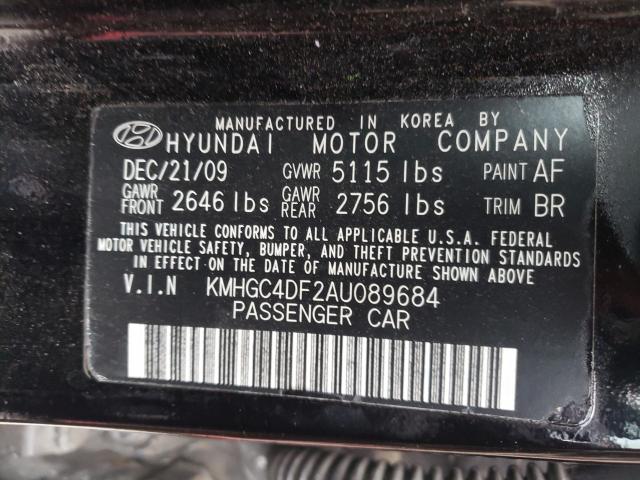 MANUFACTURED IN KOREA BY
HYUNDAI MOTOR COMPANY
DEC/21/09 GVWR 5115 lbs PAINT AF
GAWR FRONT 2646 lbs GAWR REAR 2756 lbs TRIM BR
THIS VEHICLE CONFORMS TO ALL APPLICABLE U.S.A. FEDERAL
MOTOR VEHICLE SAFETY, BUMPER, AND THEFT PREVENTION STANDARDS
IN EFFECT ON THE DATE OF MANUFACTURE SHOWN ABOVE
V.I.N KMHGC4DF2AU089684
PASSENGER CAR